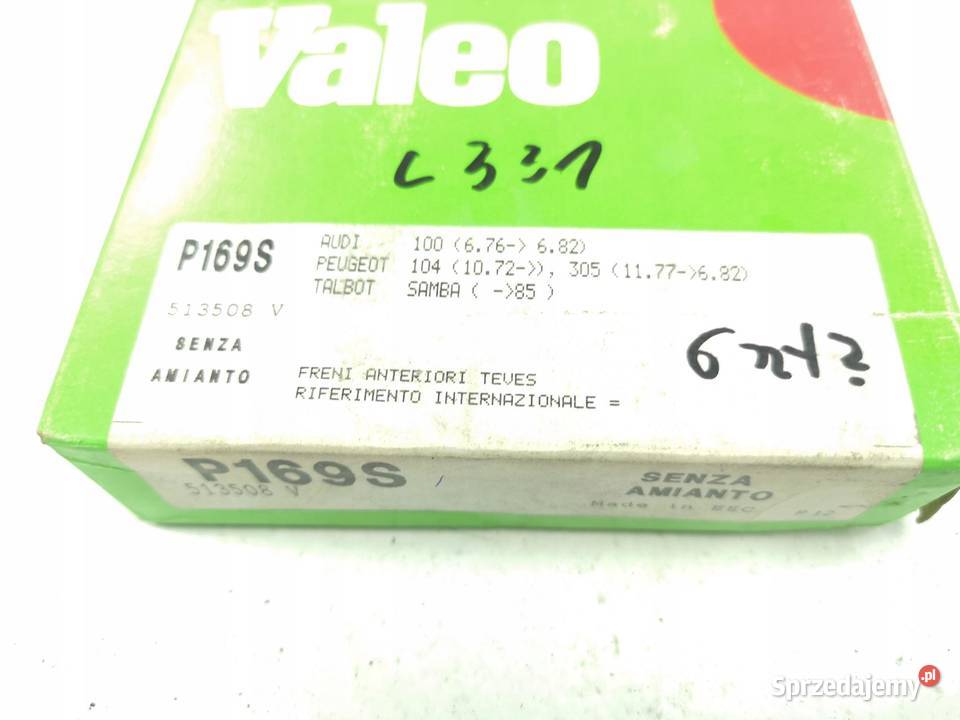 Valeo
C331
P169S
AUDI 100 (6.76-> 6.82)
PEUGEOT 104 (10.72->), 305 (11.77->6.82)
TALBOT SAMBA ( ->85 )
513508 V
SENZA
AMIANTO
FRENI ANTERIORI TEVES
RIFERIMENTO INTERNAZIONALE =
P169S
513508 V
SENZA
AMIANTO
Made in EEC
Sprzedajemy.pl